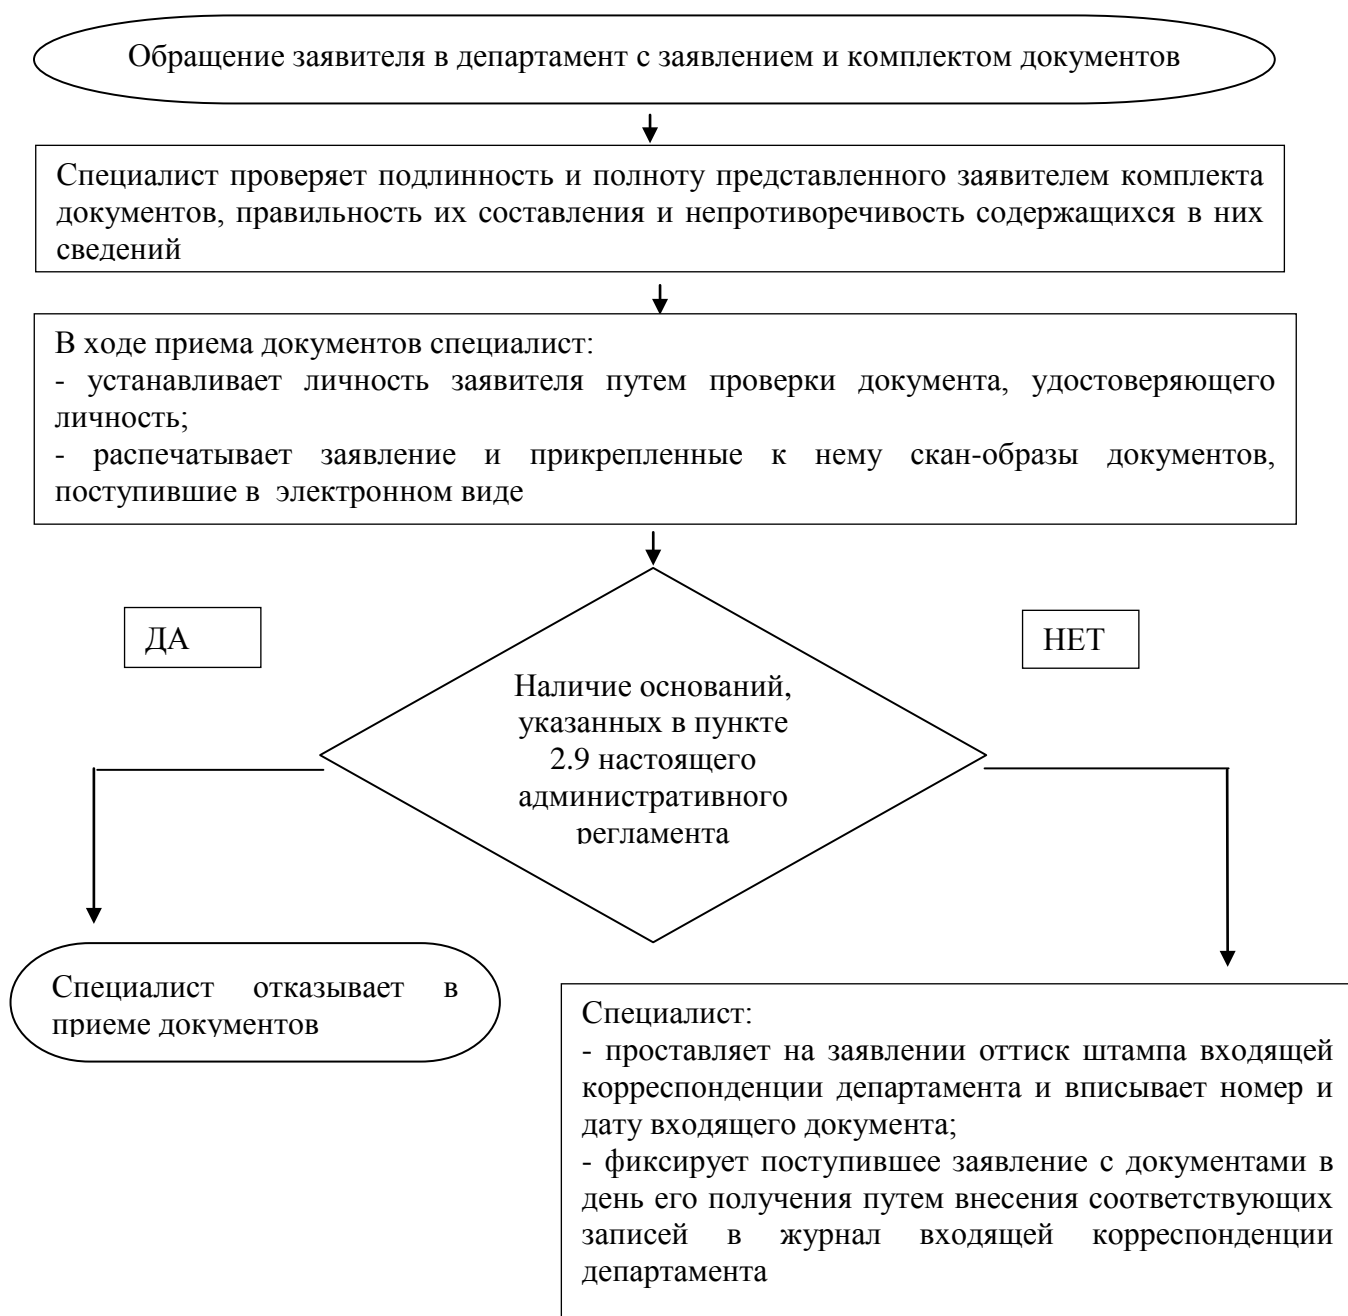 Обращение заявителя в департамент с заявлением и комплектом документов
Специалист проверяет подлинность и полноту представленного заявителем комплекта
документов, правильность их составления и непротиворечивость содержащихся в них
сведений
В ходе приема документов специалист:
- устанавливает личность заявителя путем проверки документа, удостоверяющего
личность;
- распечатывает заявление и прикрепленные к нему скан-образы документов,
поступившие в электронном виде
ДА
НЕТ
Наличие оснований,
указанных в пункте
2.9 настоящего
административного
регламента
Специалист отказывает в
приеме документов
Специалист:
- проставляет на заявлении оттиск штампа входящей
корреспонденции департамента и вписывает номер и
дату входящего документа;
- фиксирует поступившее заявление с документами в
день его получения путем внесения соответствующих
записей в журнал входящей корреспонденции
департамента